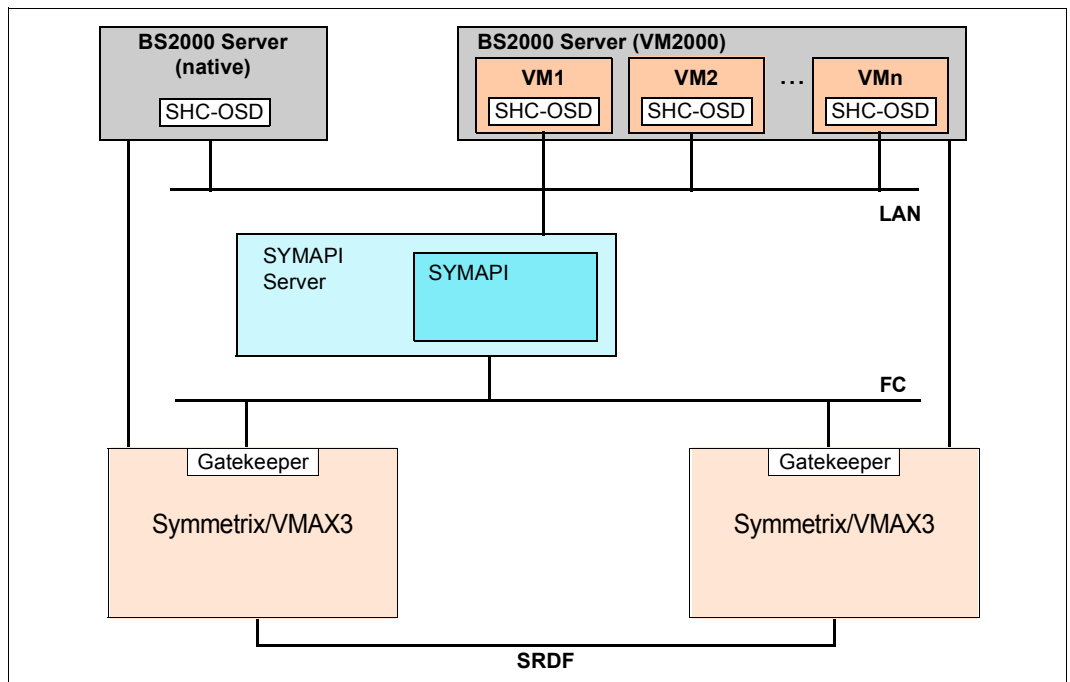 BS2000 Server
(native)
SHC-OSD
BS2000 Server (VM2000)
VM1
SHC-OSD
VM2
SHC-OSD
...
VMn
SHC-OSD
LAN
SYMAPI
Server
SYMAPI
FC
Gatekeeper
Symmetrix/VMAX3
Gatekeeper
Symmetrix/VMAX3
SRDF